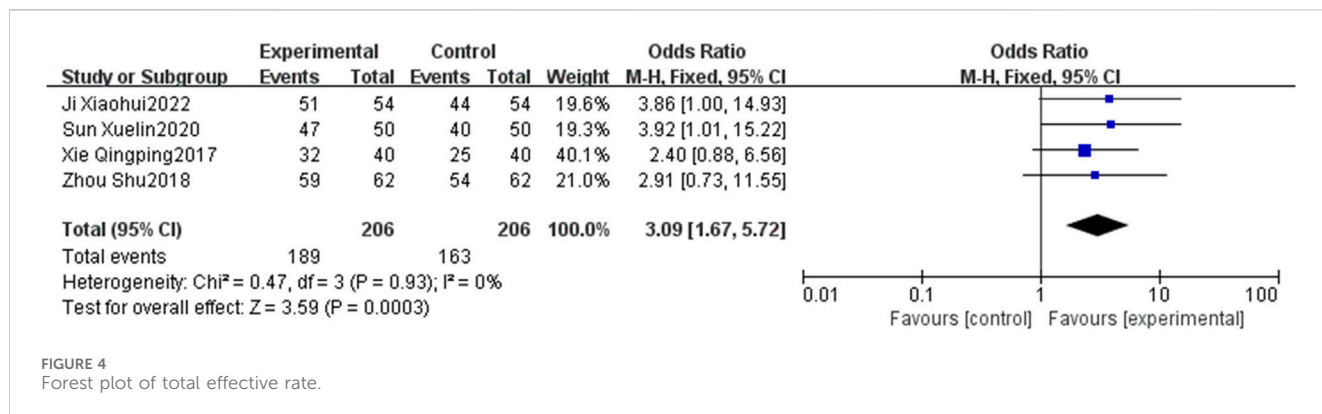 Experimental Control Odds Ratio Odds Ratio
Study or Subgroup Events Total Events Total Weight M-H, Fixed, 95% CI M-H, Fixed, 95% CI
Ji Xiaohui2022 51 54 44 54 19.6% 3.86 [1.00, 14.93]
Sun Xuelin2020 47 50 40 50 19.3% 3.92 [1.01, 15.22]
Xie Qingping2017 32 40 25 40 40.1% 2.40 [0.88, 6.56]
Zhou Shu2018 59 62 54 62 21.0% 2.91 [0.73, 11.55]
Total (95% CI) 206 206 100.0% 3.09 [1.67, 5.72]
Total events 189 163
Heterogeneity: Chi² = 0.47, df = 3 (P = 0.93); I² = 0%
Test for overall effect: Z = 3.59 (P = 0.0003)
0.01 0.1 1 10 100
Favours [control] Favours [experimental]
FIGURE 4
Forest plot of total effective rate.